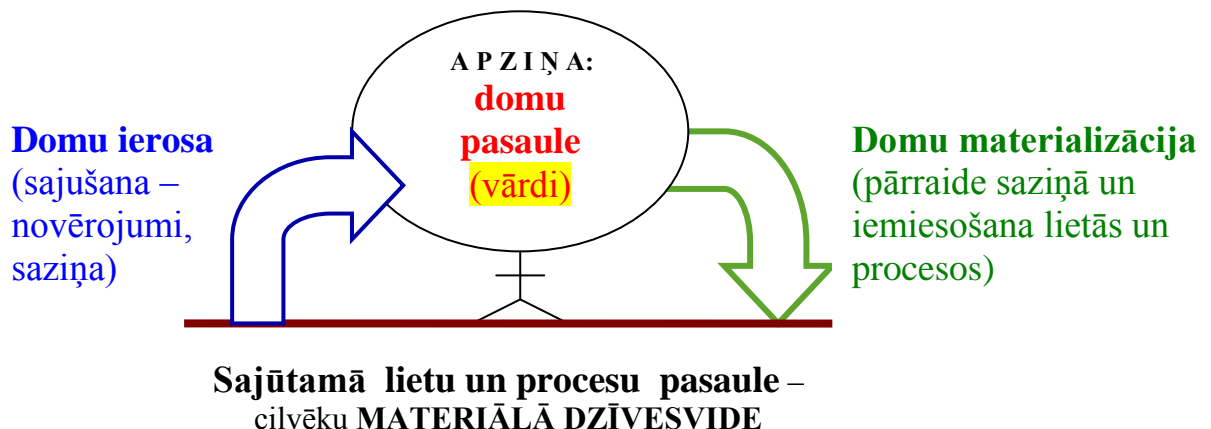 A P Z I Ņ A:
domu
pasaule
(vārdi)
Domu ierosa
(sajušana –
novērojumi,
saziņa)
Domu materializācija
(pārraide saziņā un
iemiesošana lietās un
procesos)
Sajūtamā lietu un procesu pasaule –
cilvēku MATERIĀLĀ DZĪVESVIDE